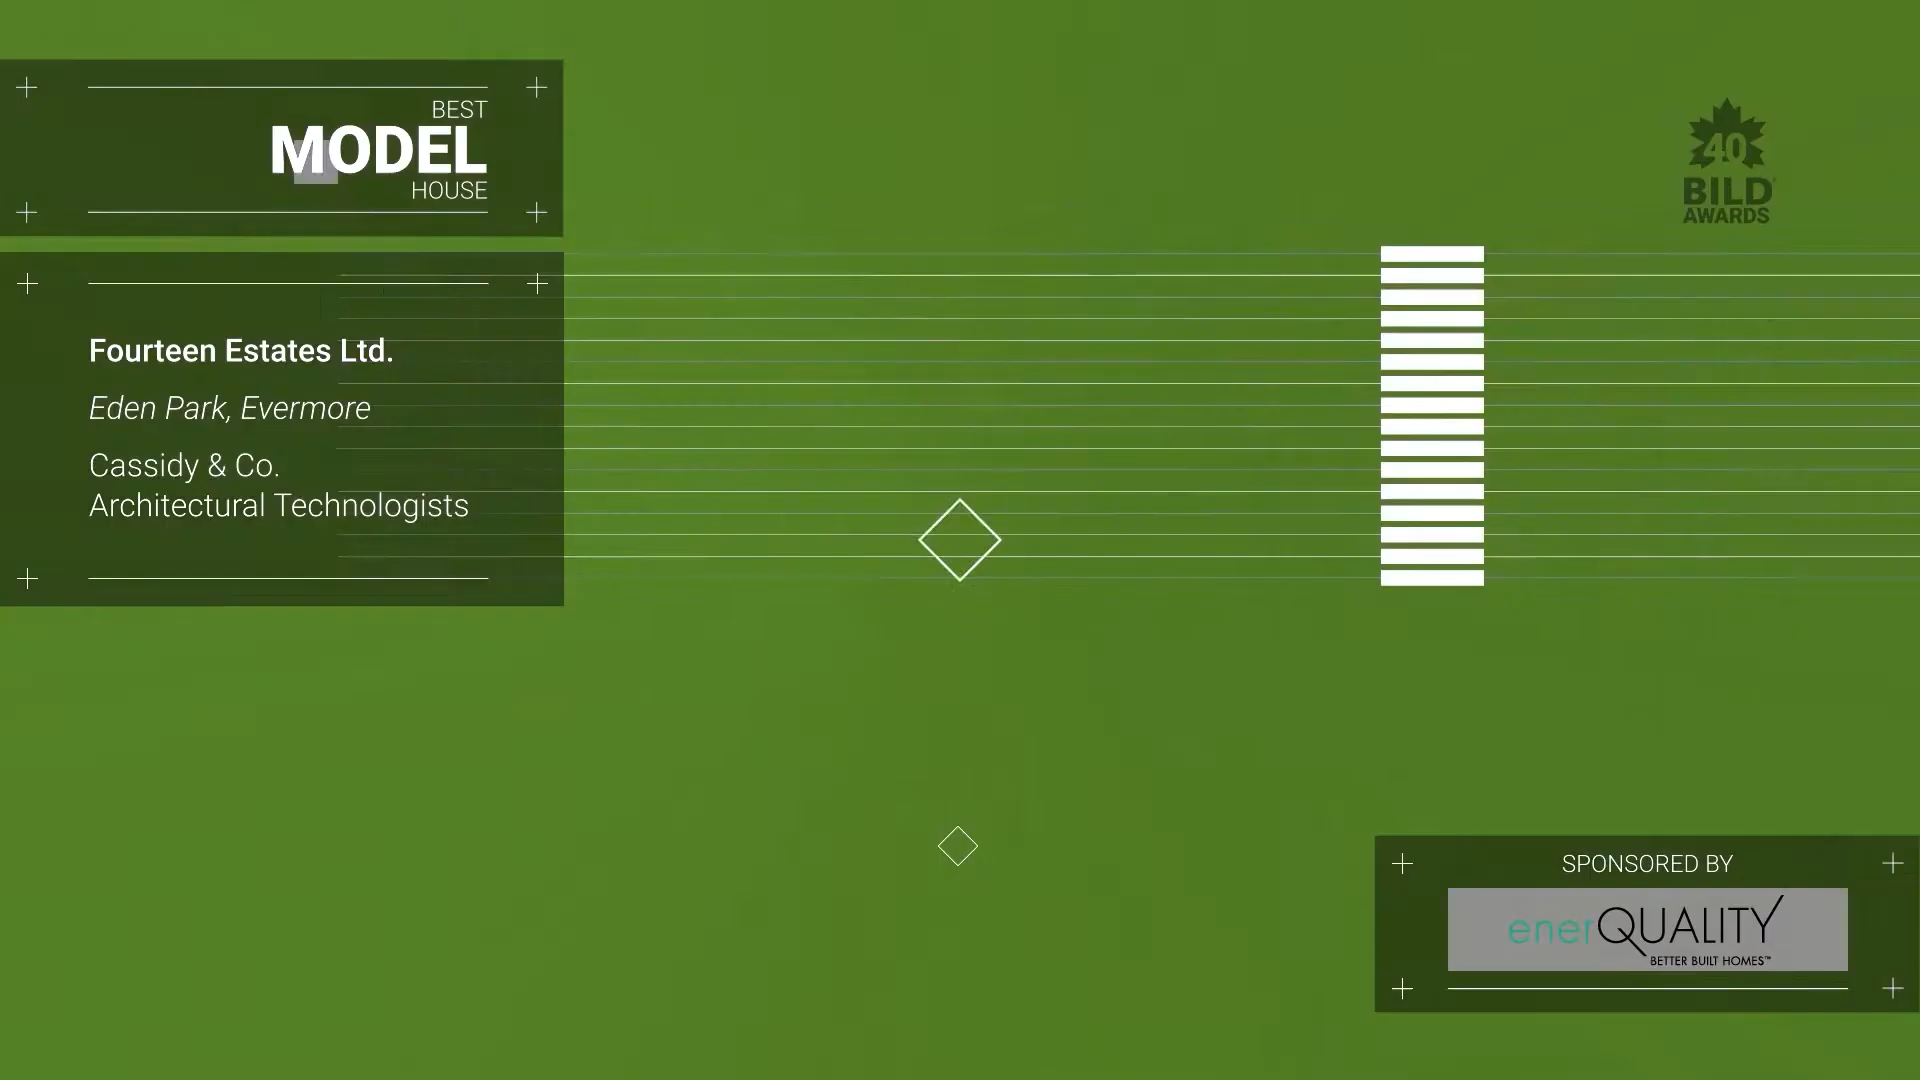 BEST
MODEL
HOUSE
40
BILD
AWARDS
Fourteen Estates Ltd.
Eden Park, Evermore
Cassidy & Co.
Architectural Technologists
SPONSORED BY
enerQUALITY
BETTER BUILT HOMES™